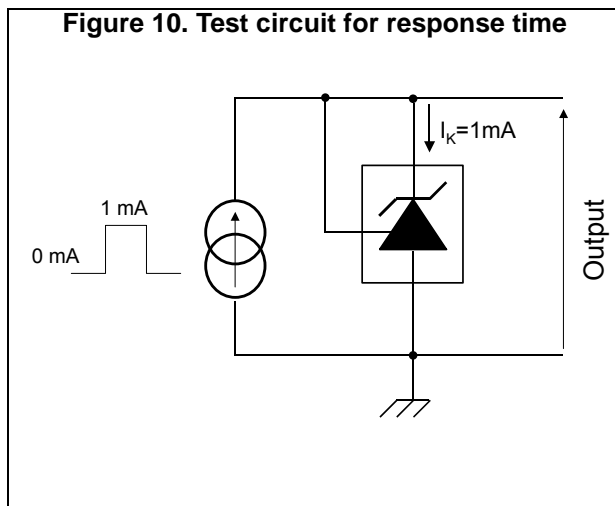 Figure 10. Test circuit for response time
I_K=1mA
1 mA
0 mA
Output